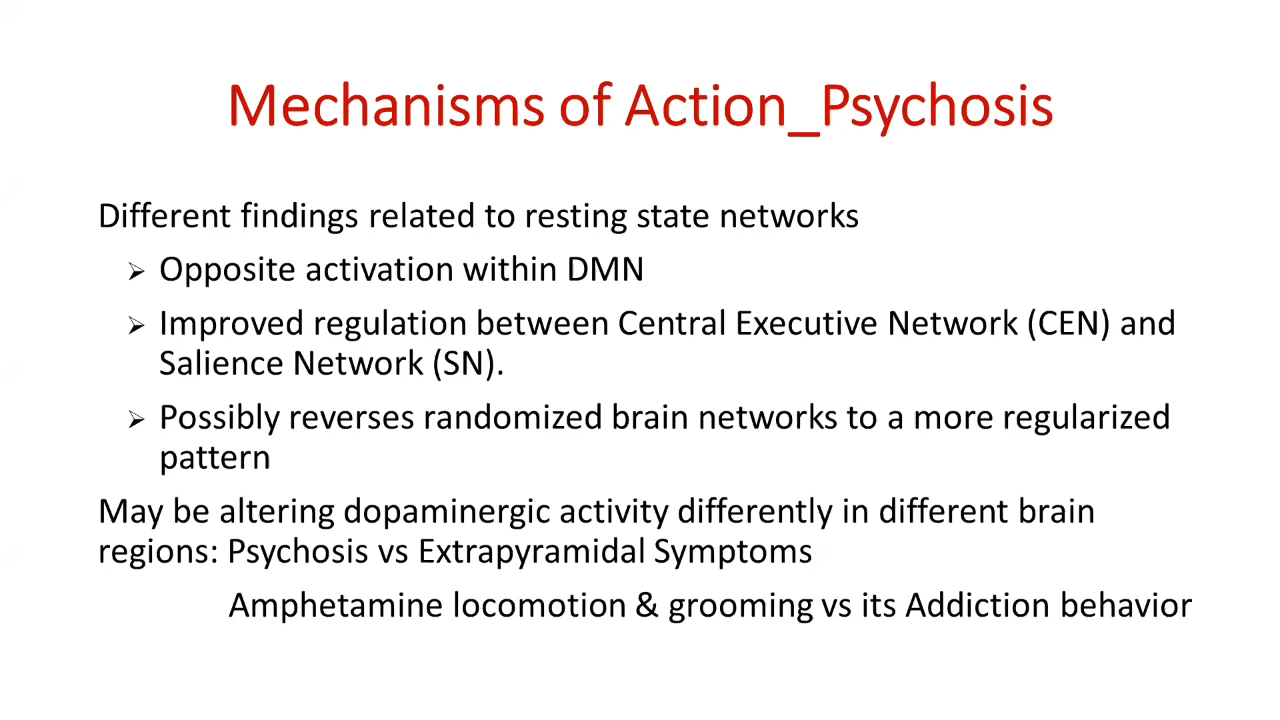 Mechanisms of Action_Psychosis
Different findings related to resting state networks
➢ Opposite activation within DMN
➢ Improved regulation between Central Executive Network (CEN) and
Salience Network (SN).
➢ Possibly reverses randomized brain networks to a more regularized
pattern
May be altering dopaminergic activity differently in different brain
regions: Psychosis vs Extrapyramidal Symptoms
Amphetamine locomotion & grooming vs its Addiction behavior